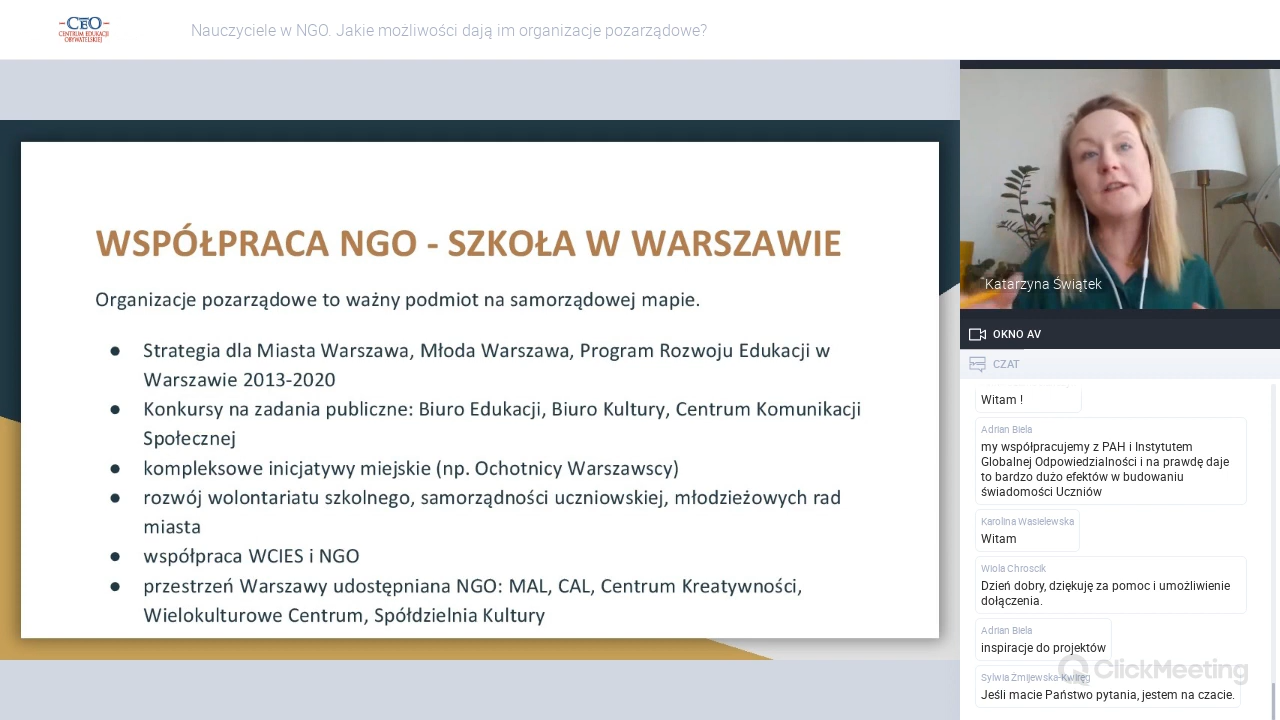 CEO
CENTRUM EDUKACJI
OBYWATELSKIEJ
Nauczyciele w NGO. Jakie możliwości dają im organizacje pozarządowe?
WSPÓŁPRACA NGO - SZKOŁA W WARSZAWIE
Organizacje pozarządowe to ważny podmiot na samorządowej mapie.
● Strategia dla Miasta Warszawa, Młoda Warszawa, Program Rozwoju Edukacji w
Warszawie 2013-2020
● Konkursy na zadania publiczne: Biuro Edukacji, Biuro Kultury, Centrum Komunikacji
Społecznej
● kompleksowe inicjatywy miejskie (np. Ochotnicy Warszawscy)
● rozwój wolontariatu szkolnego, samorządności uczniowskiej, młodzieżowych rad
miasta
● współpraca WCIES i NGO
● przestrzeń Warszawy udostępniana NGO: MAL, CAL, Centrum Kreatywności,
Wielokulturowe Centrum, Spółdzielnia Kultury
Katarzyna Świątek
OKNO AV
CZAT
Witam !
Adrian Biela
my współpracujemy z PAH i Instytutem
Globalnej Odpowiedzialności i na prawdę daje
to bardzo dużo efektów w budowaniu
świadomości Uczniów
Karolina Wasielewska
Witam
Wiola Chroscik
Dzień dobry, dziękuję za pomoc i umożliwienie
dołączenia.
Adrian Biela
inspiracje do projektów
ClickMeeting
Sylwia Żmijewska-Kwiręg
Jeśli macie Państwo pytania, jestem na czacie.